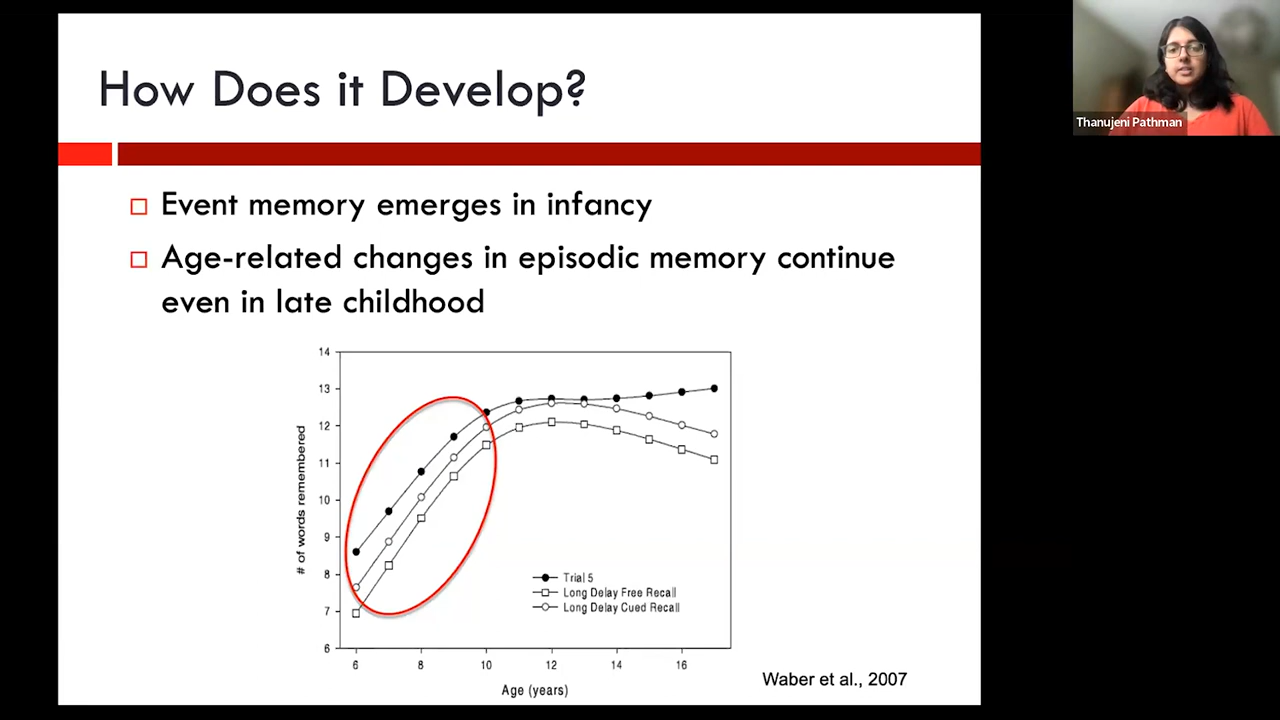 How Does it Develop?
Thanujeni Pathman
Event memory emerges in infancy
Age-related changes in episodic memory continue
even in late childhood
14
13
12
11
10
9
8
7
6
# of words remembered
Trial 5
Long Delay Free Recall
Long Delay Cued Recall
6 8 10 12 14 16
Age (years)
Waber et al., 2007